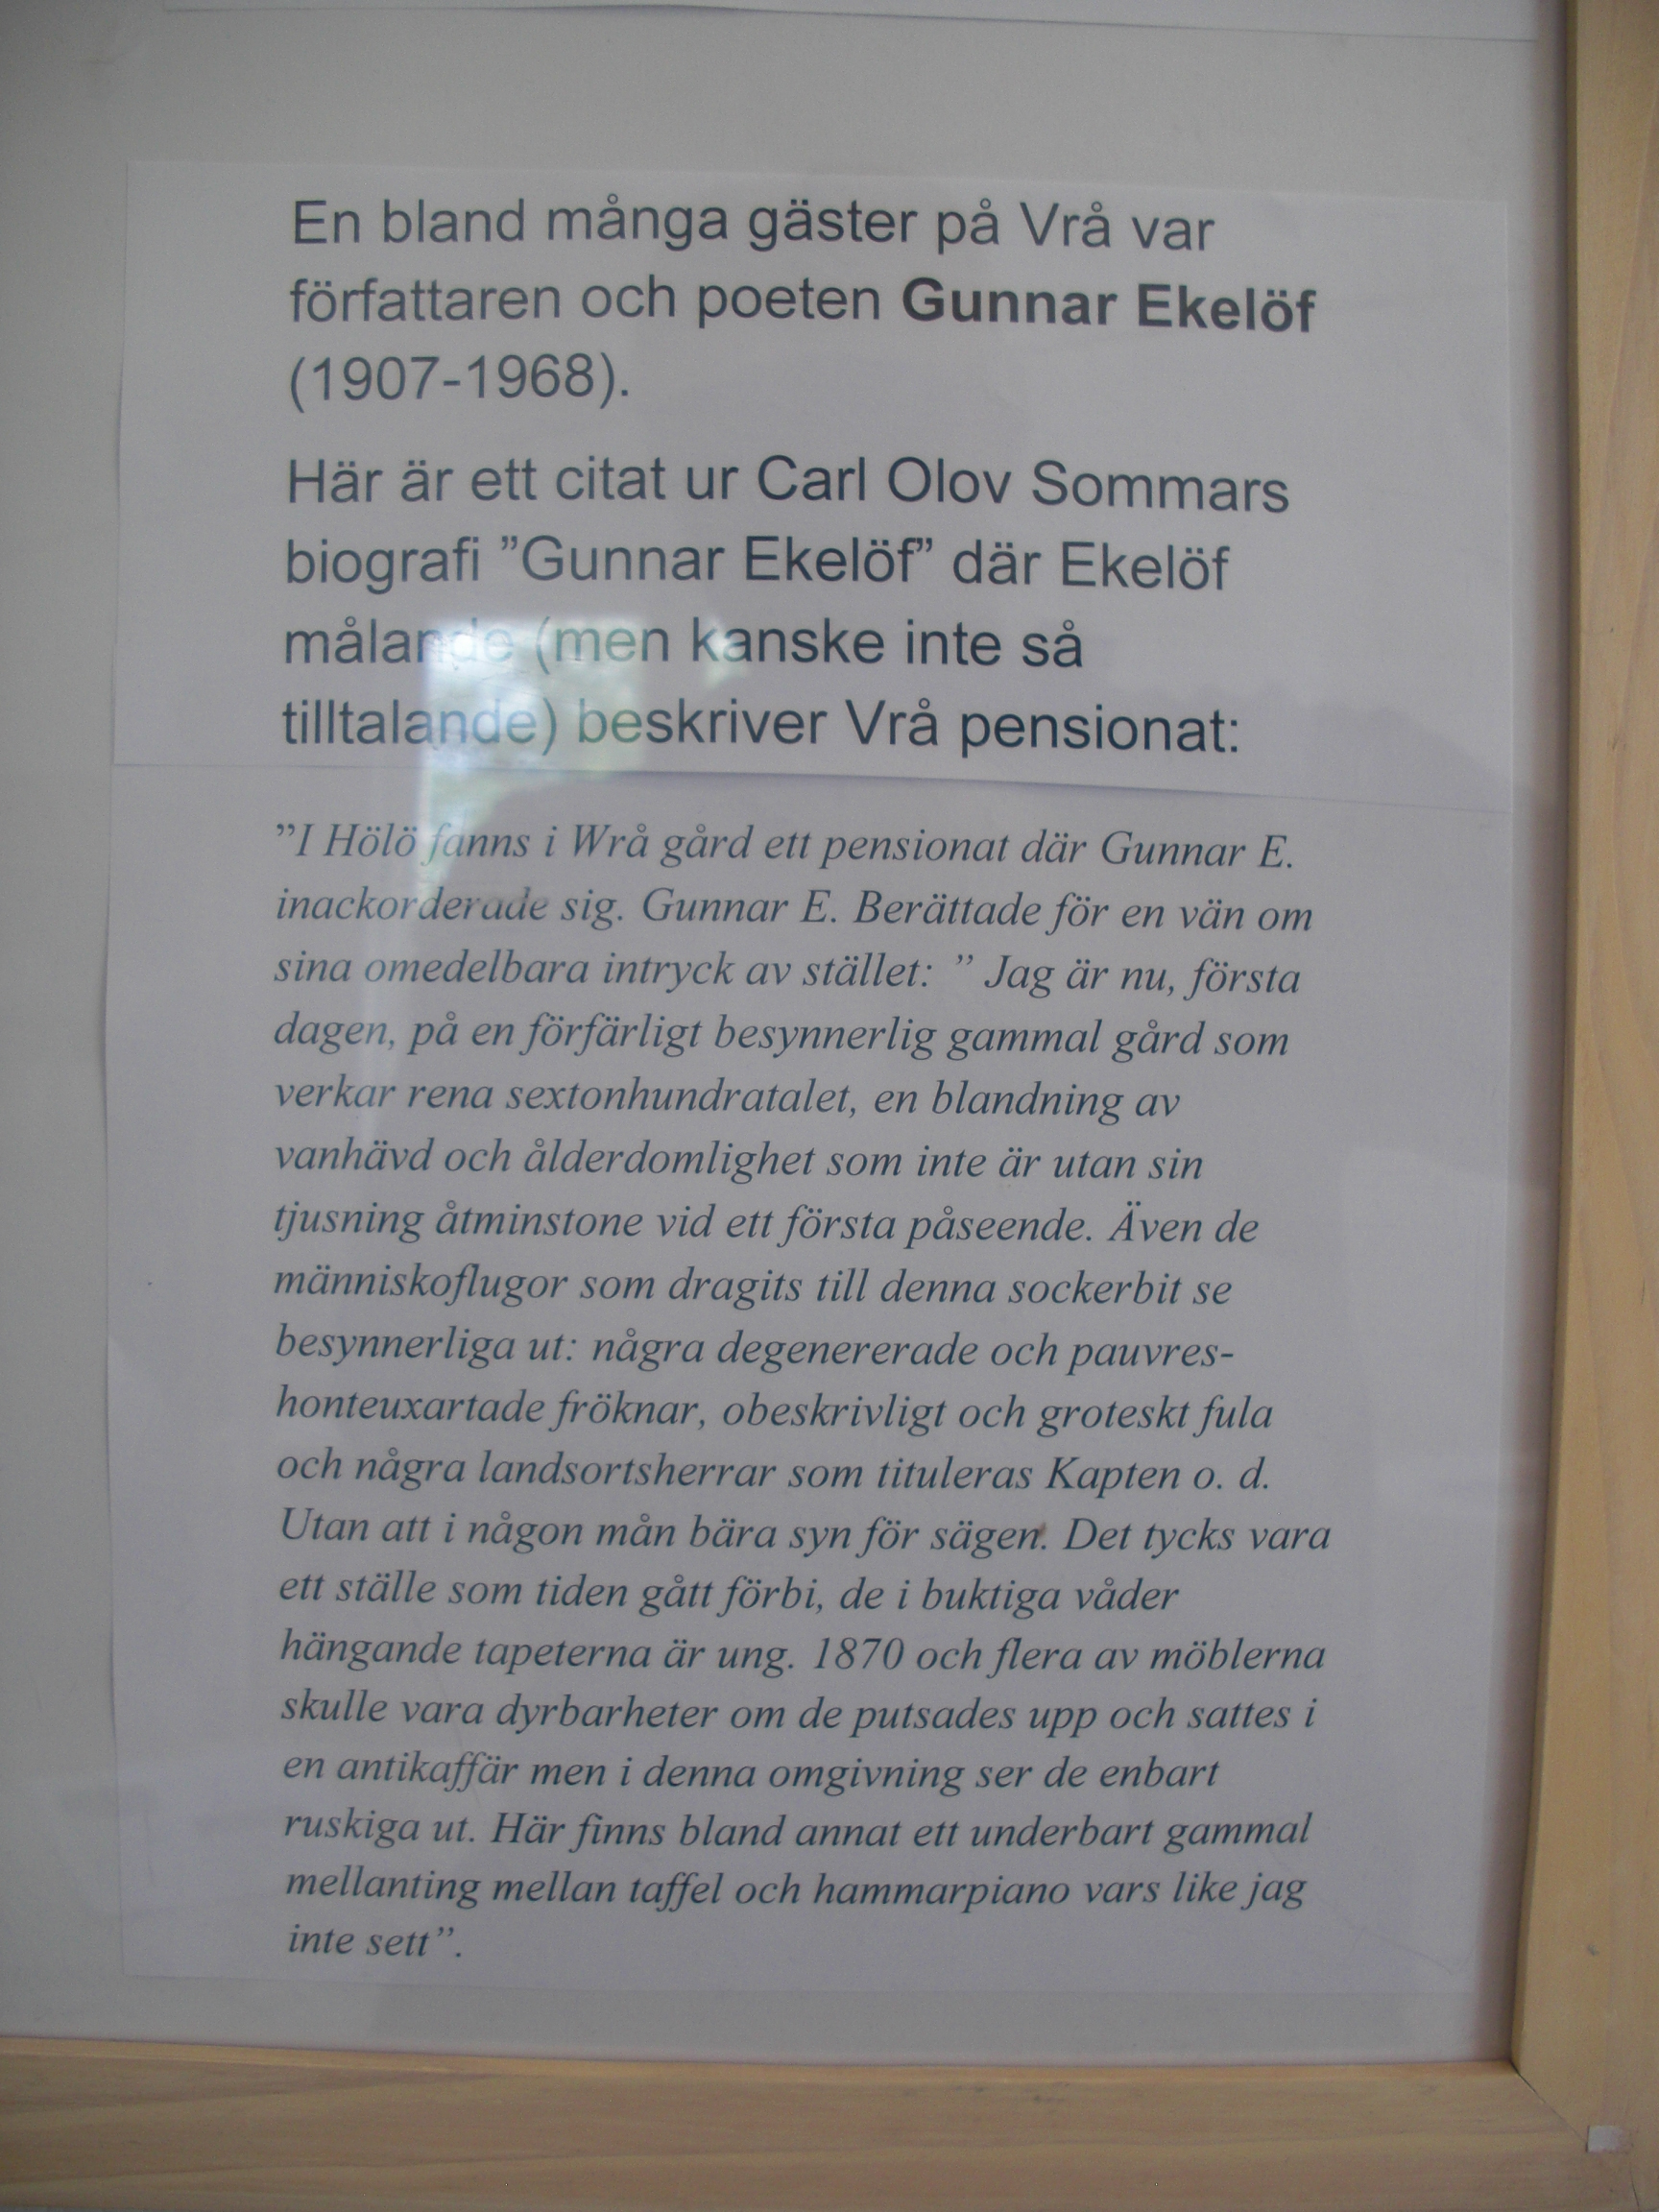 En bland många gäster på Vrå var
författaren och poeten Gunnar Ekelöf
(1907-1968).
Här är ett citat ur Carl Olov Sommars
biografi ”Gunnar Ekelöf” där Ekelöf
målande (men kanske inte så
tilltalande) beskriver Vrå pensionat:
”I Hölö fanns i Wrå gård ett pensionat där Gunnar E.
inackorderade sig. Gunnar E. Berättade för en vän om
sina omedelbara intryck av stället: ” Jag är nu, första
dagen, på en förfärligt besynnerlig gammal gård som
verkar rena sextonhundratalet, en blandning av
vanhävd och ålderdomlighet som inte är utan sin
tjusning åtminstone vid ett första påseende. Även de
människoflugor som dragits till denna sockerbit se
besynnerliga ut: några degenererade och pauvres-
honteuxartade fröknar, obeskrivligt och groteskt fula
och några landsortsherrar som tituleras Kapten o. d.
Utan att i någon mån bära syn för sägen. Det tycks vara
ett ställe som tiden gått förbi, de i buktiga våder
hängande tapeterna är ung. 1870 och flera av möblerna
skulle vara dyrbarheter om de putsades upp och sattes i
en antikaffär men i denna omgivning ser de enbart
ruskiga ut. Här finns bland annat ett underbart gammal
mellanting mellan taffel och hammarpiano vars like jag
inte sett”.